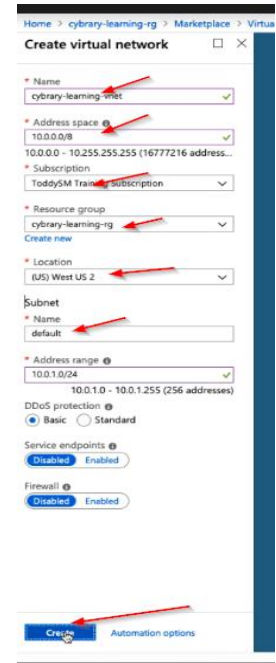 Home > cybrary-learning-rg > Marketplace > Virtua
Create virtual network
* Name
cybrary-learning-vnet
* Address space
10.0.0.0/8
10.0.0.0 - 10.255.255.255 (16777216 address...
* Subscription
ToddySM Training Subscription
* Resource group
cybrary-learning-rg
Create new
* Location
(US) West US 2
Subnet
* Name
default
* Address range
10.0.1.0/24
10.0.1.0 - 10.0.1.255 (256 addresses)
DDoS protection
Basic Standard
Service endpoints
Disabled Enabled
Firewall
Disabled Enabled
Create Automation options